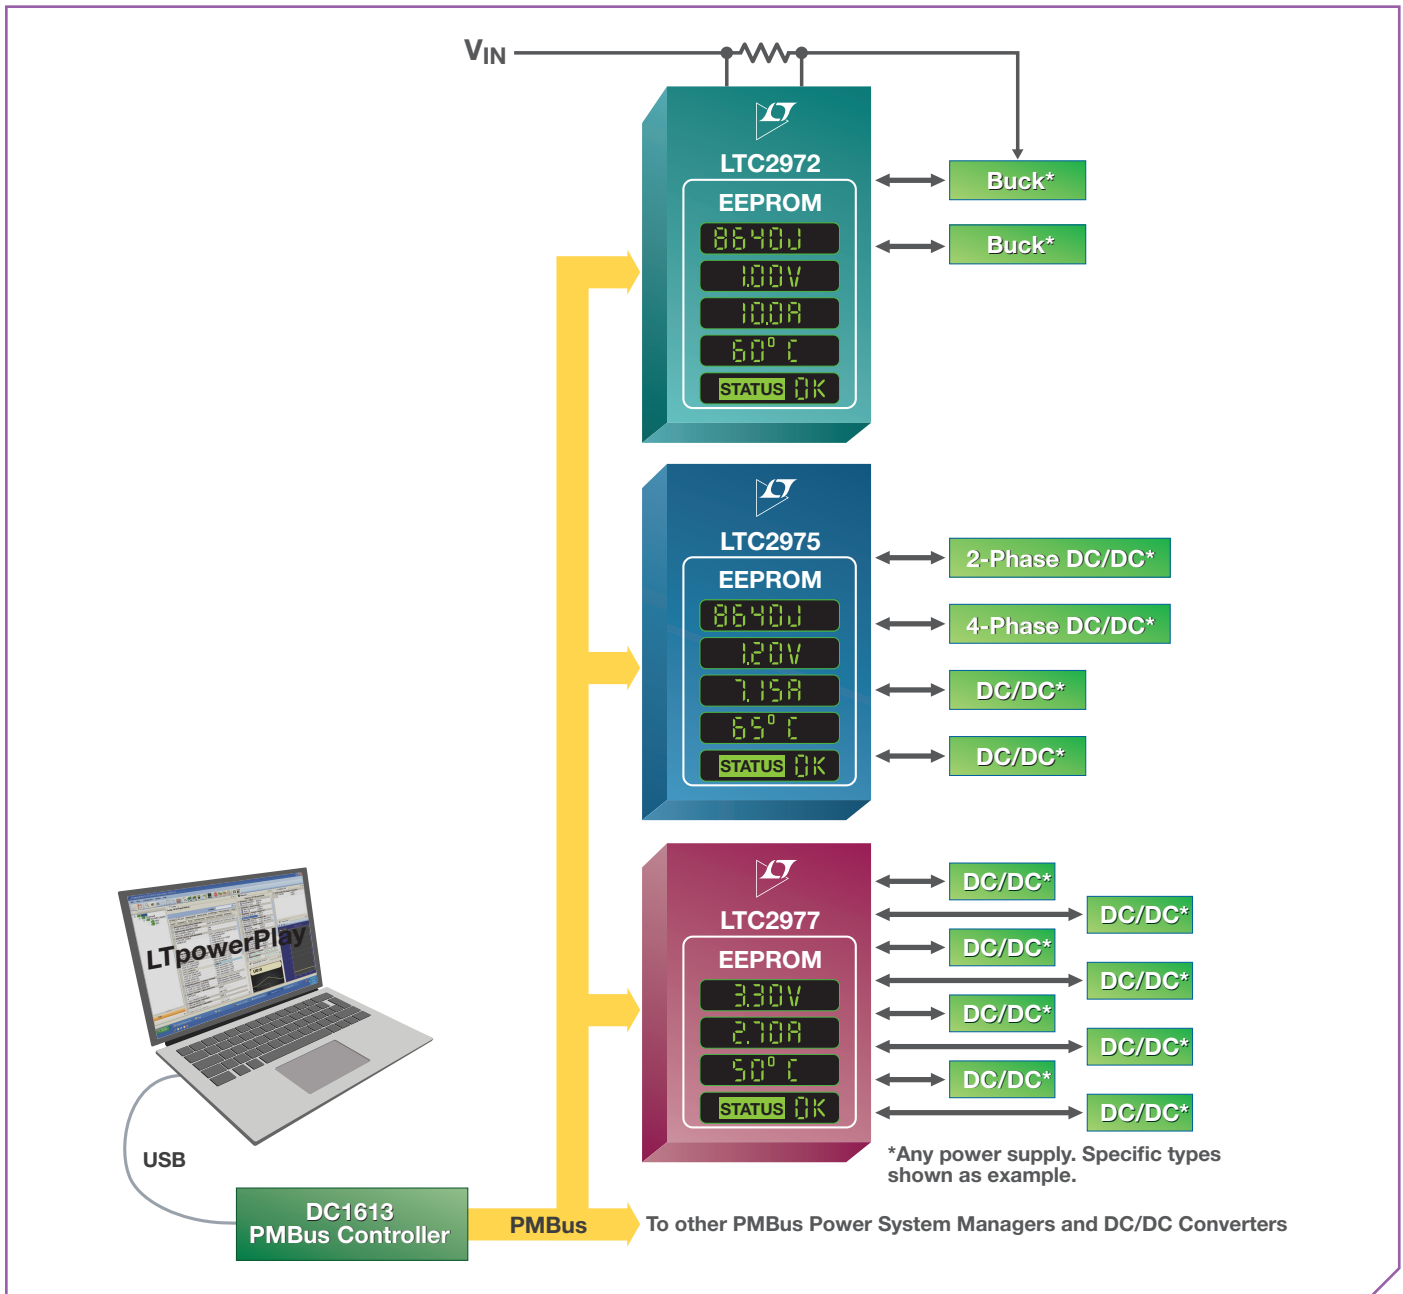 VIN
LTC2972
EEPROM
8640J
1.00V
10.0A
60° C
STATUS OK
Buck*
Buck*
LTC2975
EEPROM
8640J
1.20V
7.15A
65° C
STATUS OK
2-Phase DC/DC*
4-Phase DC/DC*
DC/DC*
DC/DC*
LTC2977
EEPROM
3.30V
2.70A
50° C
STATUS OK
DC/DC*
DC/DC*
DC/DC*
DC/DC*
DC/DC*
DC/DC*
DC/DC*
DC/DC*
*Any power supply. Specific types
shown as example.
LTpowerPlay
USB
DC1613
PMBus Controller
PMBus
To other PMBus Power System Managers and DC/DC Converters